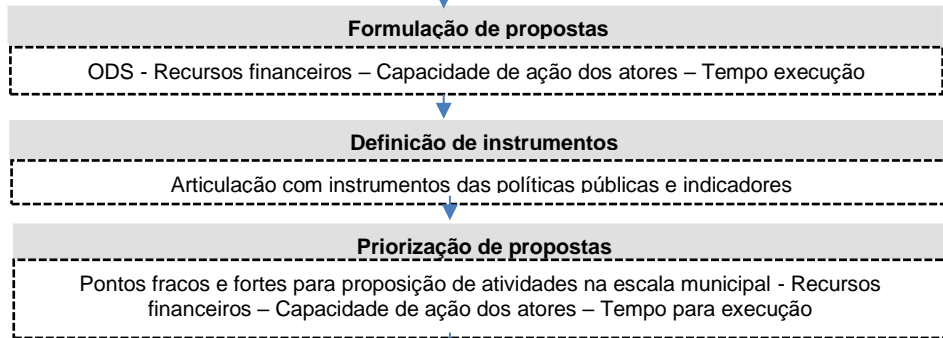 Formulação de propostas
ODS - Recursos financeiros – Capacidade de ação dos atores – Tempo execução
Definicão de instrumentos
Articulação com instrumentos das políticas públicas e indicadores
Priorização de propostas
Pontos fracos e fortes para proposição de atividades na escala municipal - Recursos
financeiros – Capacidade de ação dos atores – Tempo para execução